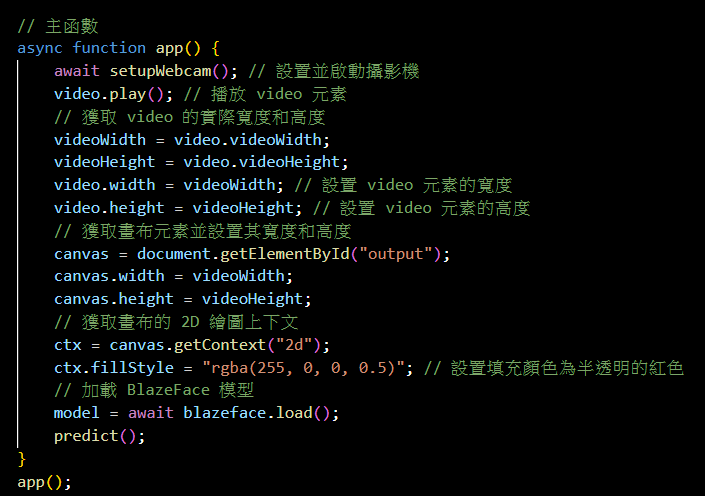 // 主函數
async function app() {
    await setupWebcam(); // 設置並啟動攝影機
    video.play(); // 播放 video 元素
    // 獲取 video 的實際寬度和高度
    videoWidth = video.videoWidth;
    videoHeight = video.videoHeight;
    video.width = videoWidth; // 設置 video 元素的寬度
    video.height = videoHeight; // 設置 video 元素的高度
    // 獲取畫布元素並設置其寬度和高度
    canvas = document.getElementById("output");
    canvas.width = videoWidth;
    canvas.height = videoHeight;
    // 獲取畫布的 2D 繪圖上下文
    ctx = canvas.getContext("2d");
    ctx.fillStyle = "rgba(255, 0, 0, 0.5)"; // 設置填充顏色為半透明的紅色
    // 加載 BlazeFace 模型
    model = await blazeface.load();
    predict();
}
app();